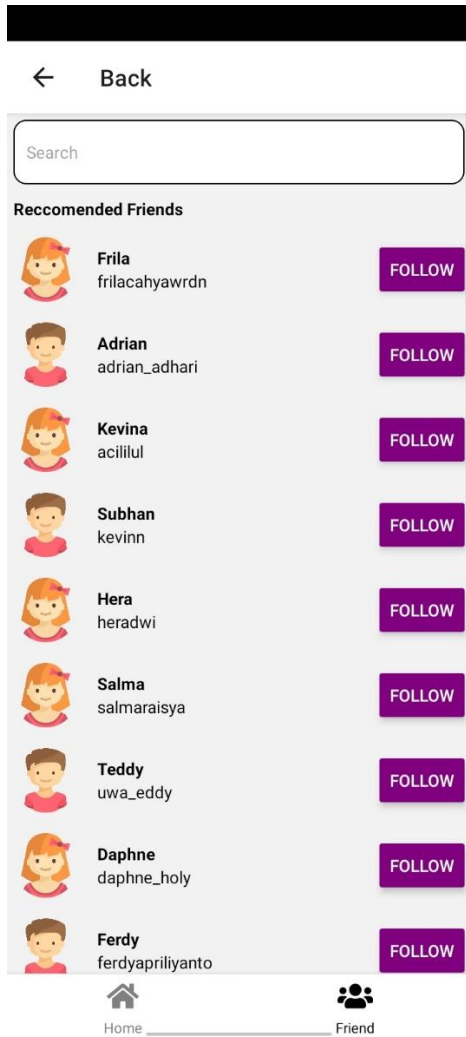 Back
Search
Reccomended Friends
Frila
frilacahyawrdn
FOLLOW
Adrian
adrian_adhari
FOLLOW
Kevina
acililul
FOLLOW
Subhan
kevinn
FOLLOW
Hera
heradwi
FOLLOW
Salma
salmaraisya
FOLLOW
Teddy
uwa_eddy
FOLLOW
Daphne
daphne_holy
FOLLOW
Ferdy
ferdyapriliyanto
FOLLOW
Home
Friend